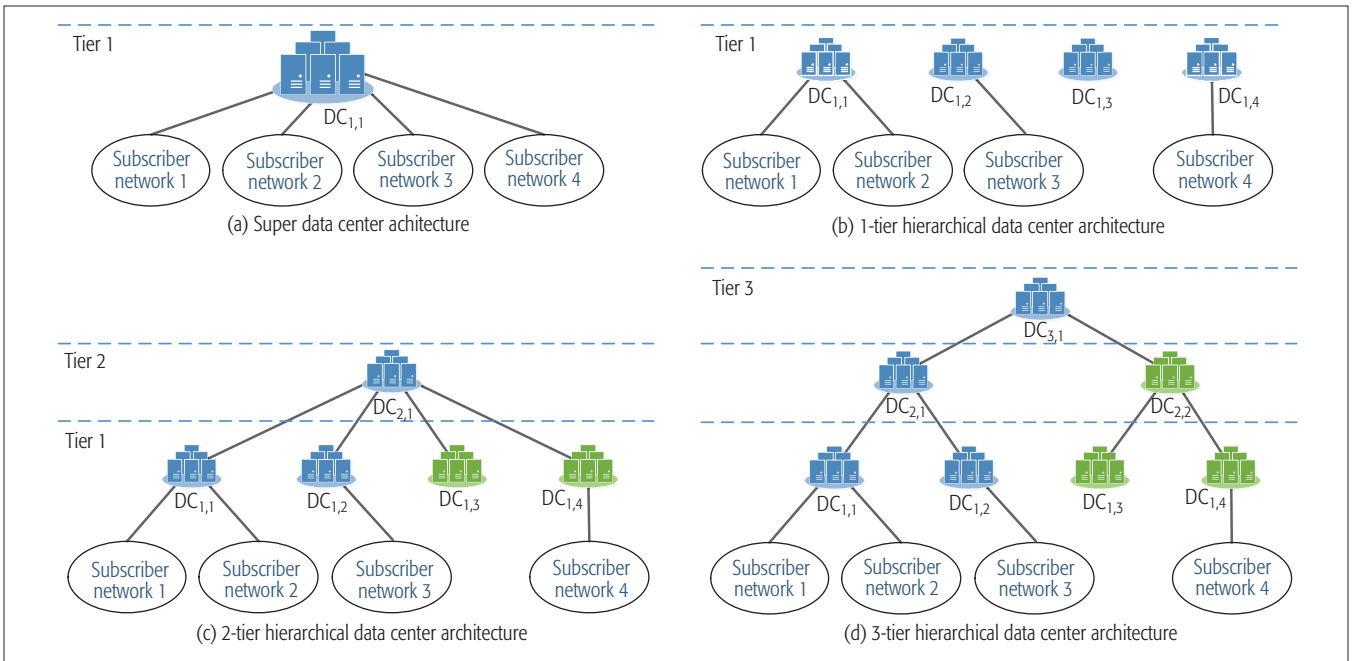 Tier 1
DC1,1
Subscriber network 1
Subscriber network 2
Subscriber network 3
Subscriber network 4
(a) Super data center achitecture
Tier 1
DC1,1
DC1,2
DC1,3
DC1,4
Subscriber network 1
Subscriber network 2
Subscriber network 3
Subscriber network 4
(b) 1-tier hierarchical data center architecture
Tier 2
DC2,1
Tier 1
DC1,1
DC1,2
DC1,3
DC1,4
Subscriber network 1
Subscriber network 2
Subscriber network 3
Subscriber network 4
(c) 2-tier hierarchical data center architecture
Tier 3
DC3,1
DC2,1
DC2,2
DC1,1
DC1,2
DC1,3
DC1,4
Subscriber network 1
Subscriber network 2
Subscriber network 3
Subscriber network 4
(d) 3-tier hierarchical data center architecture